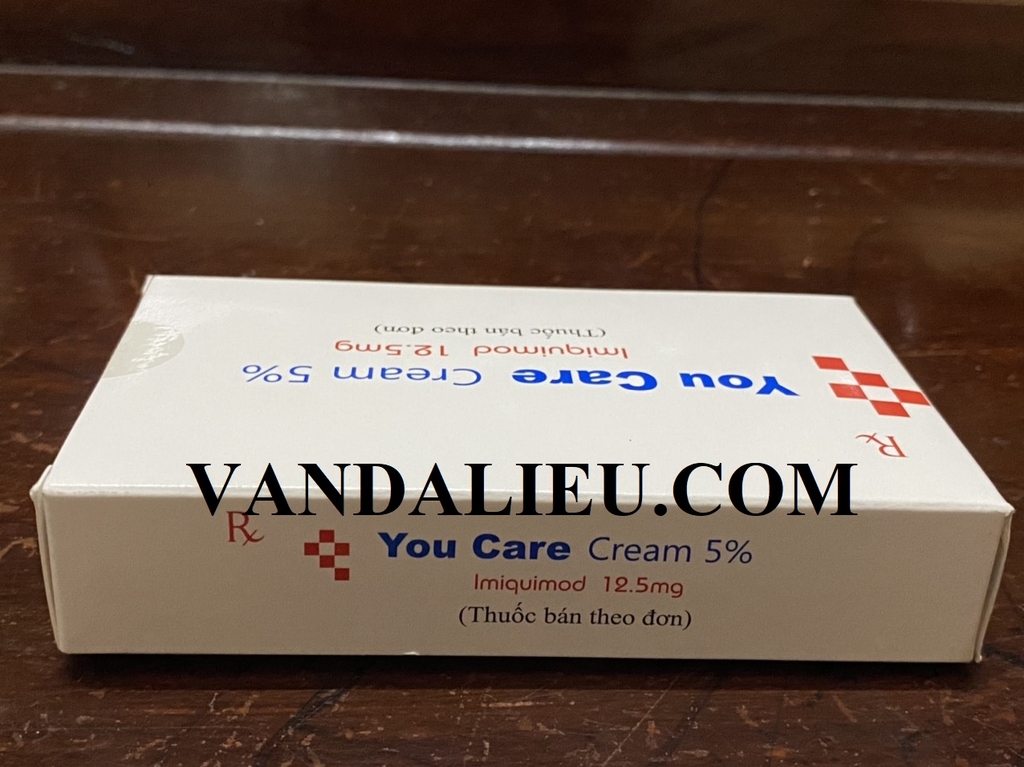 (Thuốc bán theo đơn)
Imiquimod 12.5mg
You Care Cream 5%
Rx
VANDALIEU.COM
Rx
You Care Cream 5%
Imiquimod 12.5mg
(Thuốc bán theo đơn)